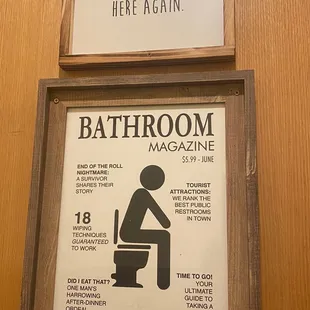 HERE AGAIN.
BATHROOM
MAGAZINE
$5.99 - JUNE
END OF THE ROLL
NIGHTMARE:
A SURVIVOR
SHARES THEIR
STORY
TOURIST
ATTRACTIONS:
WE RANK THE
BEST PUBLIC
RESTROOMS
IN TOWN
18
WIPING
TECHNIQUES
GUARANTEED
TO WORK
DID I EAT THAT?
ONE MAN'S
HARROWING
AFTER-DINNER
ORDEAL
TIME TO GO!
YOUR
ULTIMATE
GUIDE TO
TAKING A